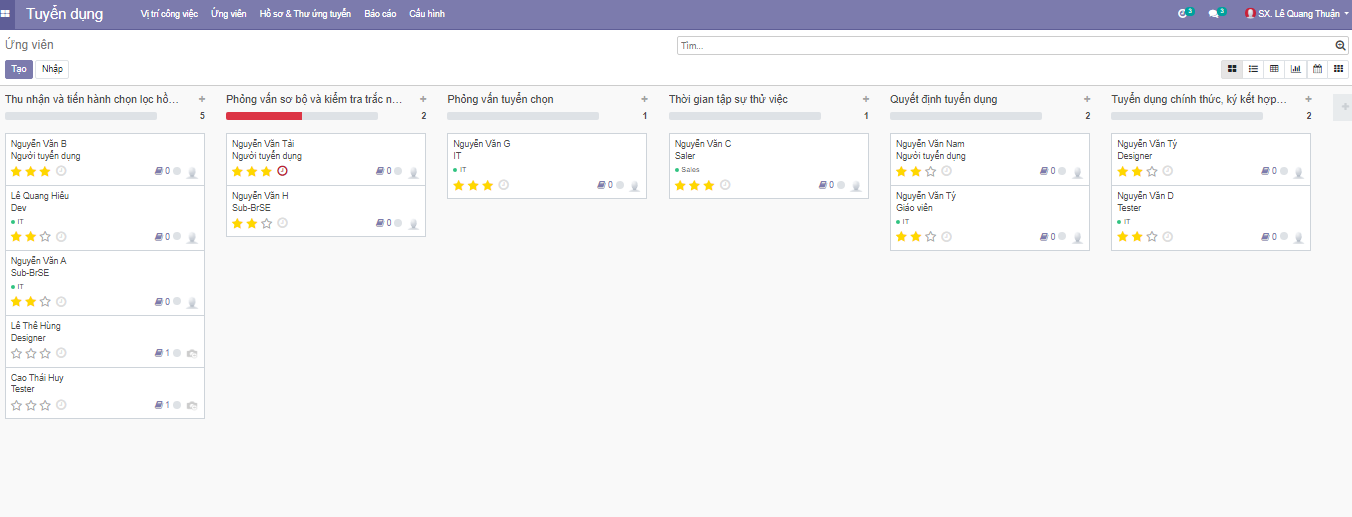 Tuyển dụng
Vị trí công việc
Ứng viên
Hồ sơ & Thư ứng tuyển
Báo cáo
Cấu hình
3
3
SX. Lê Quang Thuận
Ứng viên
Tìm...
Tạo
Nhập
Thu nhận và tiến hành chọn lọc hồ...
5
Nguyễn Văn B
Người tuyển dụng
0
Lê Quang Hiêu
Dev
IT
0
Nguyễn Văn A
Sub-BrSE
IT
0
Lê Thế Hùng
Designer
1
Cao Thái Huy
Tester
1
Phỏng vấn sơ bộ và kiểm tra trắc n...
2
Nguyễn Văn Tài
Người tuyển dụng
0
Nguyễn Văn H
Sub-BrSE
0
Phỏng vấn tuyển chọn
1
Nguyễn Văn G
IT
IT
0
Thời gian tập sự thử việc
1
Nguyễn Văn C
Saler
Sales
0
Quyết định tuyển dụng
2
Nguyễn Văn Nam
Người tuyển dụng
0
Nguyễn Văn Tý
Giáo viên
IT
0
Tuyển dụng chính thức, ký kết hợp...
2
Nguyễn Văn Tý
Designer
0
Nguyễn Văn D
Tester
IT
0